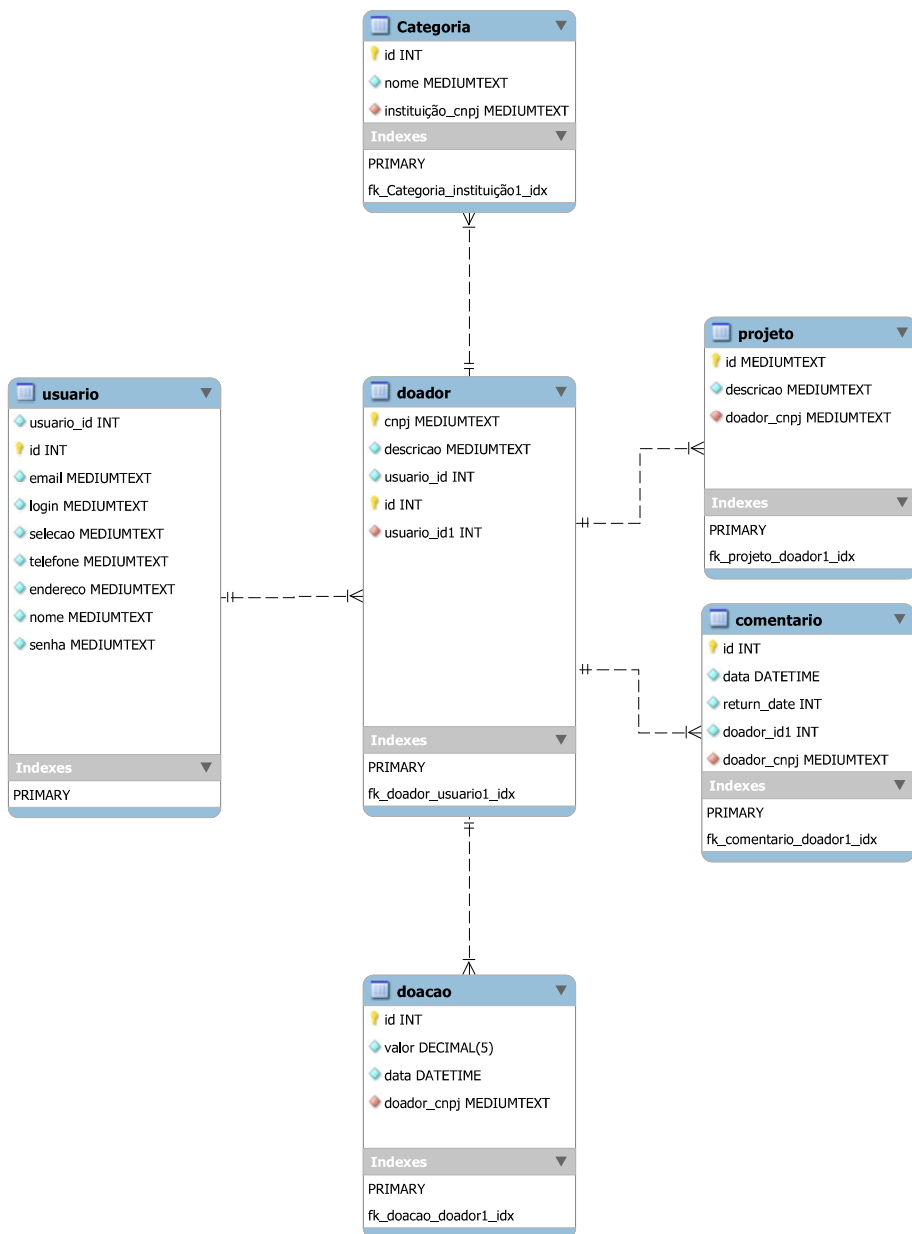 Categoria
id INT
nome MEDIUMTEXT
instituição_cnpj MEDIUMTEXT
Indexes
PRIMARY
fk_Categoria_instituição1_idx
usuario
usuario_id INT
id INT
email MEDIUMTEXT
login MEDIUMTEXT
selecao MEDIUMTEXT
telefone MEDIUMTEXT
endereco MEDIUMTEXT
nome MEDIUMTEXT
senha MEDIUMTEXT
Indexes
PRIMARY
doador
cnpj MEDIUMTEXT
descricao MEDIUMTEXT
usuario_id INT
id INT
usuario_id1 INT
Indexes
PRIMARY
fk_doador_usuario1_idx
projeto
id MEDIUMTEXT
descricao MEDIUMTEXT
doador_cnpj MEDIUMTEXT
Indexes
PRIMARY
fk_projeto_doador1_idx
comentario
id INT
data DATETIME
return_date INT
doador_id1 INT
doador_cnpj MEDIUMTEXT
Indexes
PRIMARY
fk_comentario_doador1_idx
doacao
id INT
valor DECIMAL(5)
data DATETIME
doador_cnpj MEDIUMTEXT
Indexes
PRIMARY
fk_doacao_doador1_idx